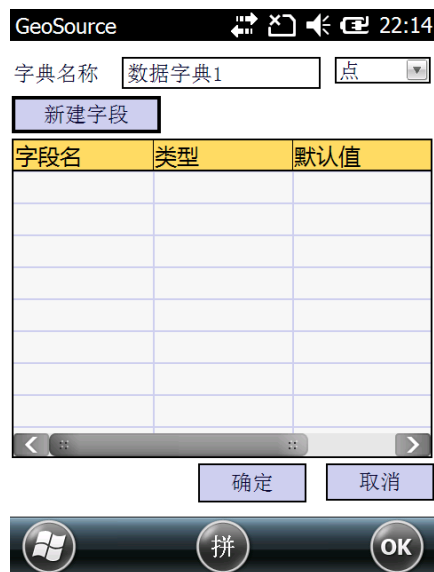 GeoSource 22:14
字典名称 数据字典1 点
新建字段
字段名 类型 默认值
确定 取消
拼 OK